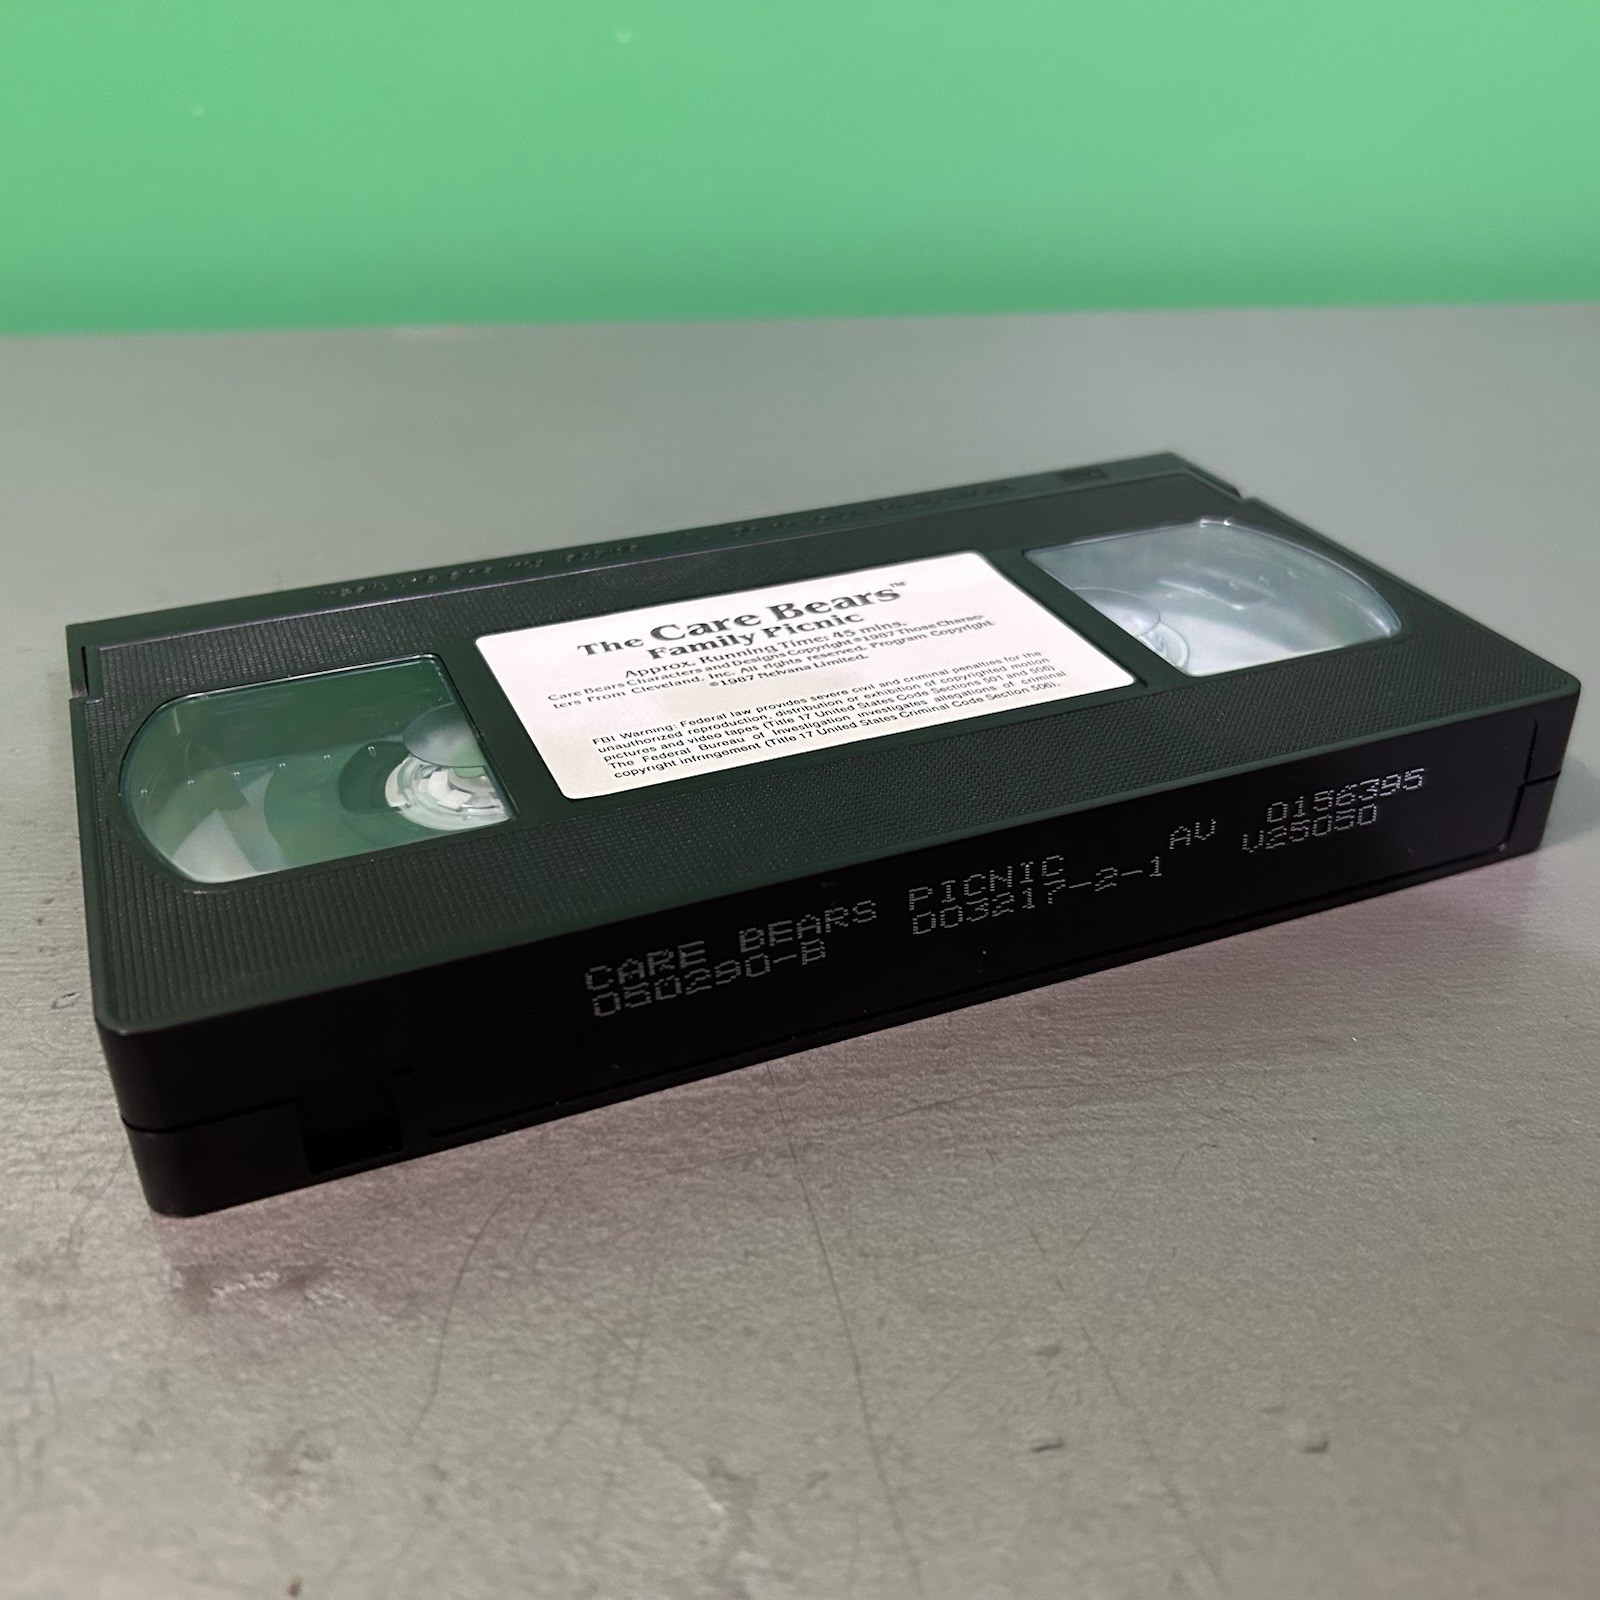 The Care Bears™
Family Picnic
Approx. Running Time: 45 mins.
Care Bears Characters and Designs Copyright ©1987 Those Charac-
ters From Cleveland, Inc. All rights reserved. Program Copyright
©1987 Nelvana Limited.
FBI Warning: Federal law provides severe civil and criminal penalties for the
unauthorized reproduction, distribution or exhibition of copyrighted motion
pictures and video tapes (Title 17 United States Code Sections 501 and 506)
The Federal Bureau of Investigation investigates allegations of criminal
copyright infringement (Title 17 United States Criminal Code Section 506).
CARE BEARS PICNIC AV 0156395
050290-B 003217-2-1 V25050